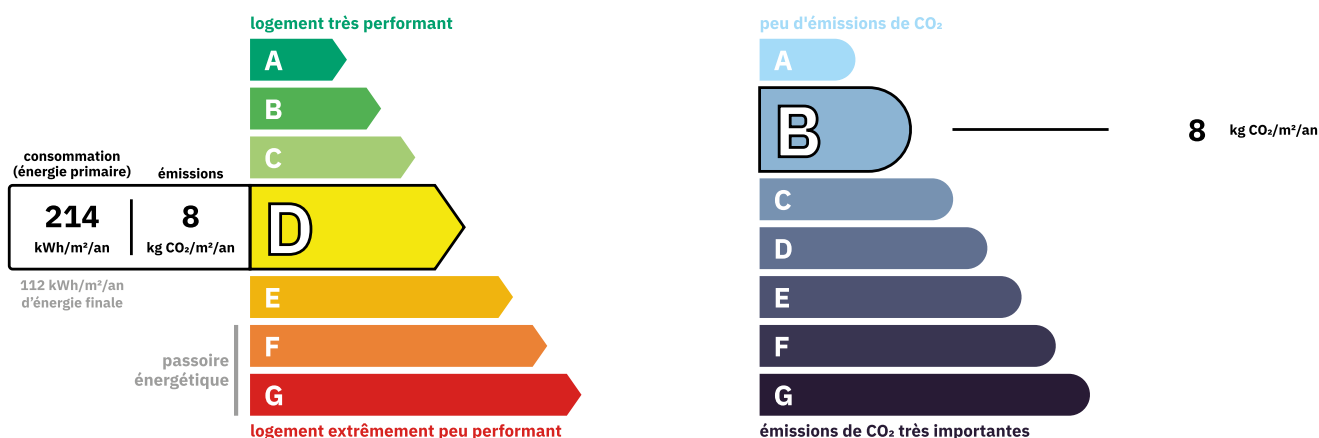 logement très performant
A
B
C
consommation
(énergie primaire)
émissions
214
kWh/m²/an
8
kg CO₂/m²/an
D
112 kWh/m²/an
d'énergie finale
E
passoire
énergétique
F
G
logement extrêmement peu performant
peu d'émissions de CO₂
A
B
8 kg CO₂/m²/an
C
D
E
F
G
émissions de CO₂ très importantes